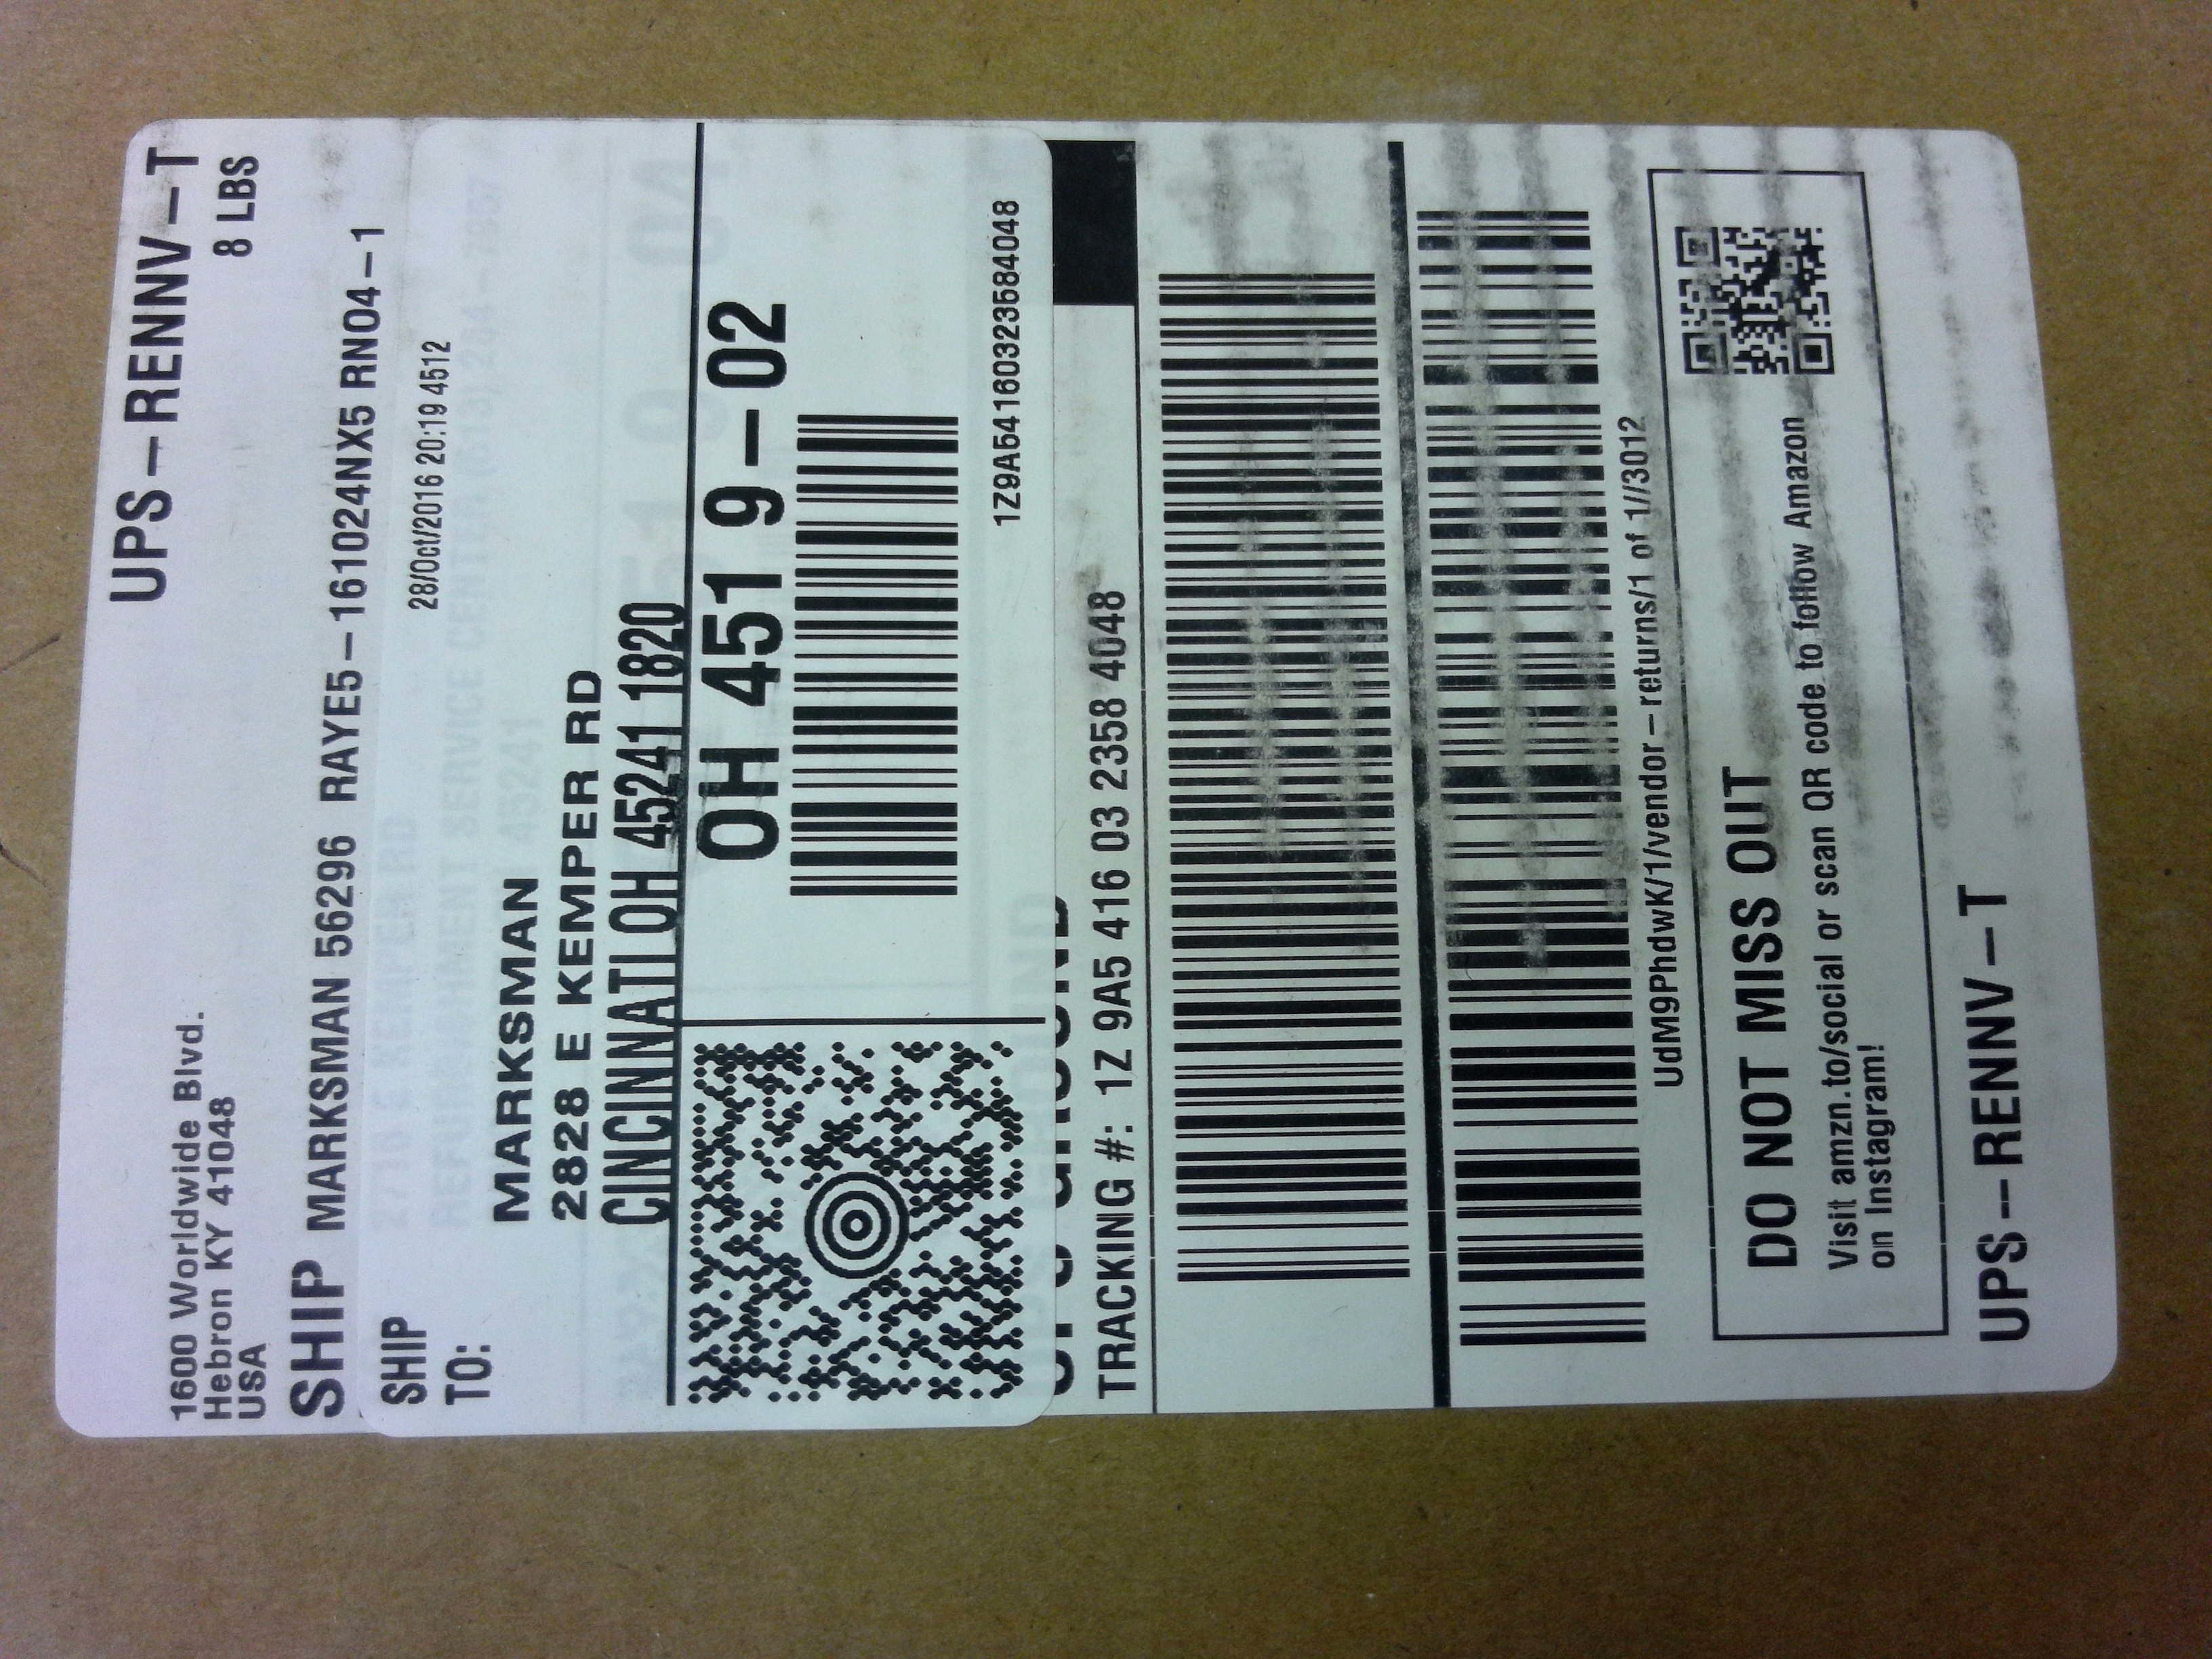 UPS-RENNV-T
8 LBS
1600 Worldwide Blvd.
Hebron KY 41048
USA
SHIP MARKSMAN 56296 RAYE5-161024NX5 RNO4-1
28/Oct/2016 20:19 4512
SHIP
TO:
MARKSMAN
2828 E KEMPER RD
CINCINNATI OH 45241 1820
OH 451 9-02
1Z9A54160323584048
TRACKING #: 1Z 9A5 416 03 2358 4048
UdM9PhdwK/1/vendor-returns/1 of 1//3012
DO NOT MISS OUT
Visit amzn.to/social or scan QR code to follow Amazon
on Instagram!
UPS-RENNV-T